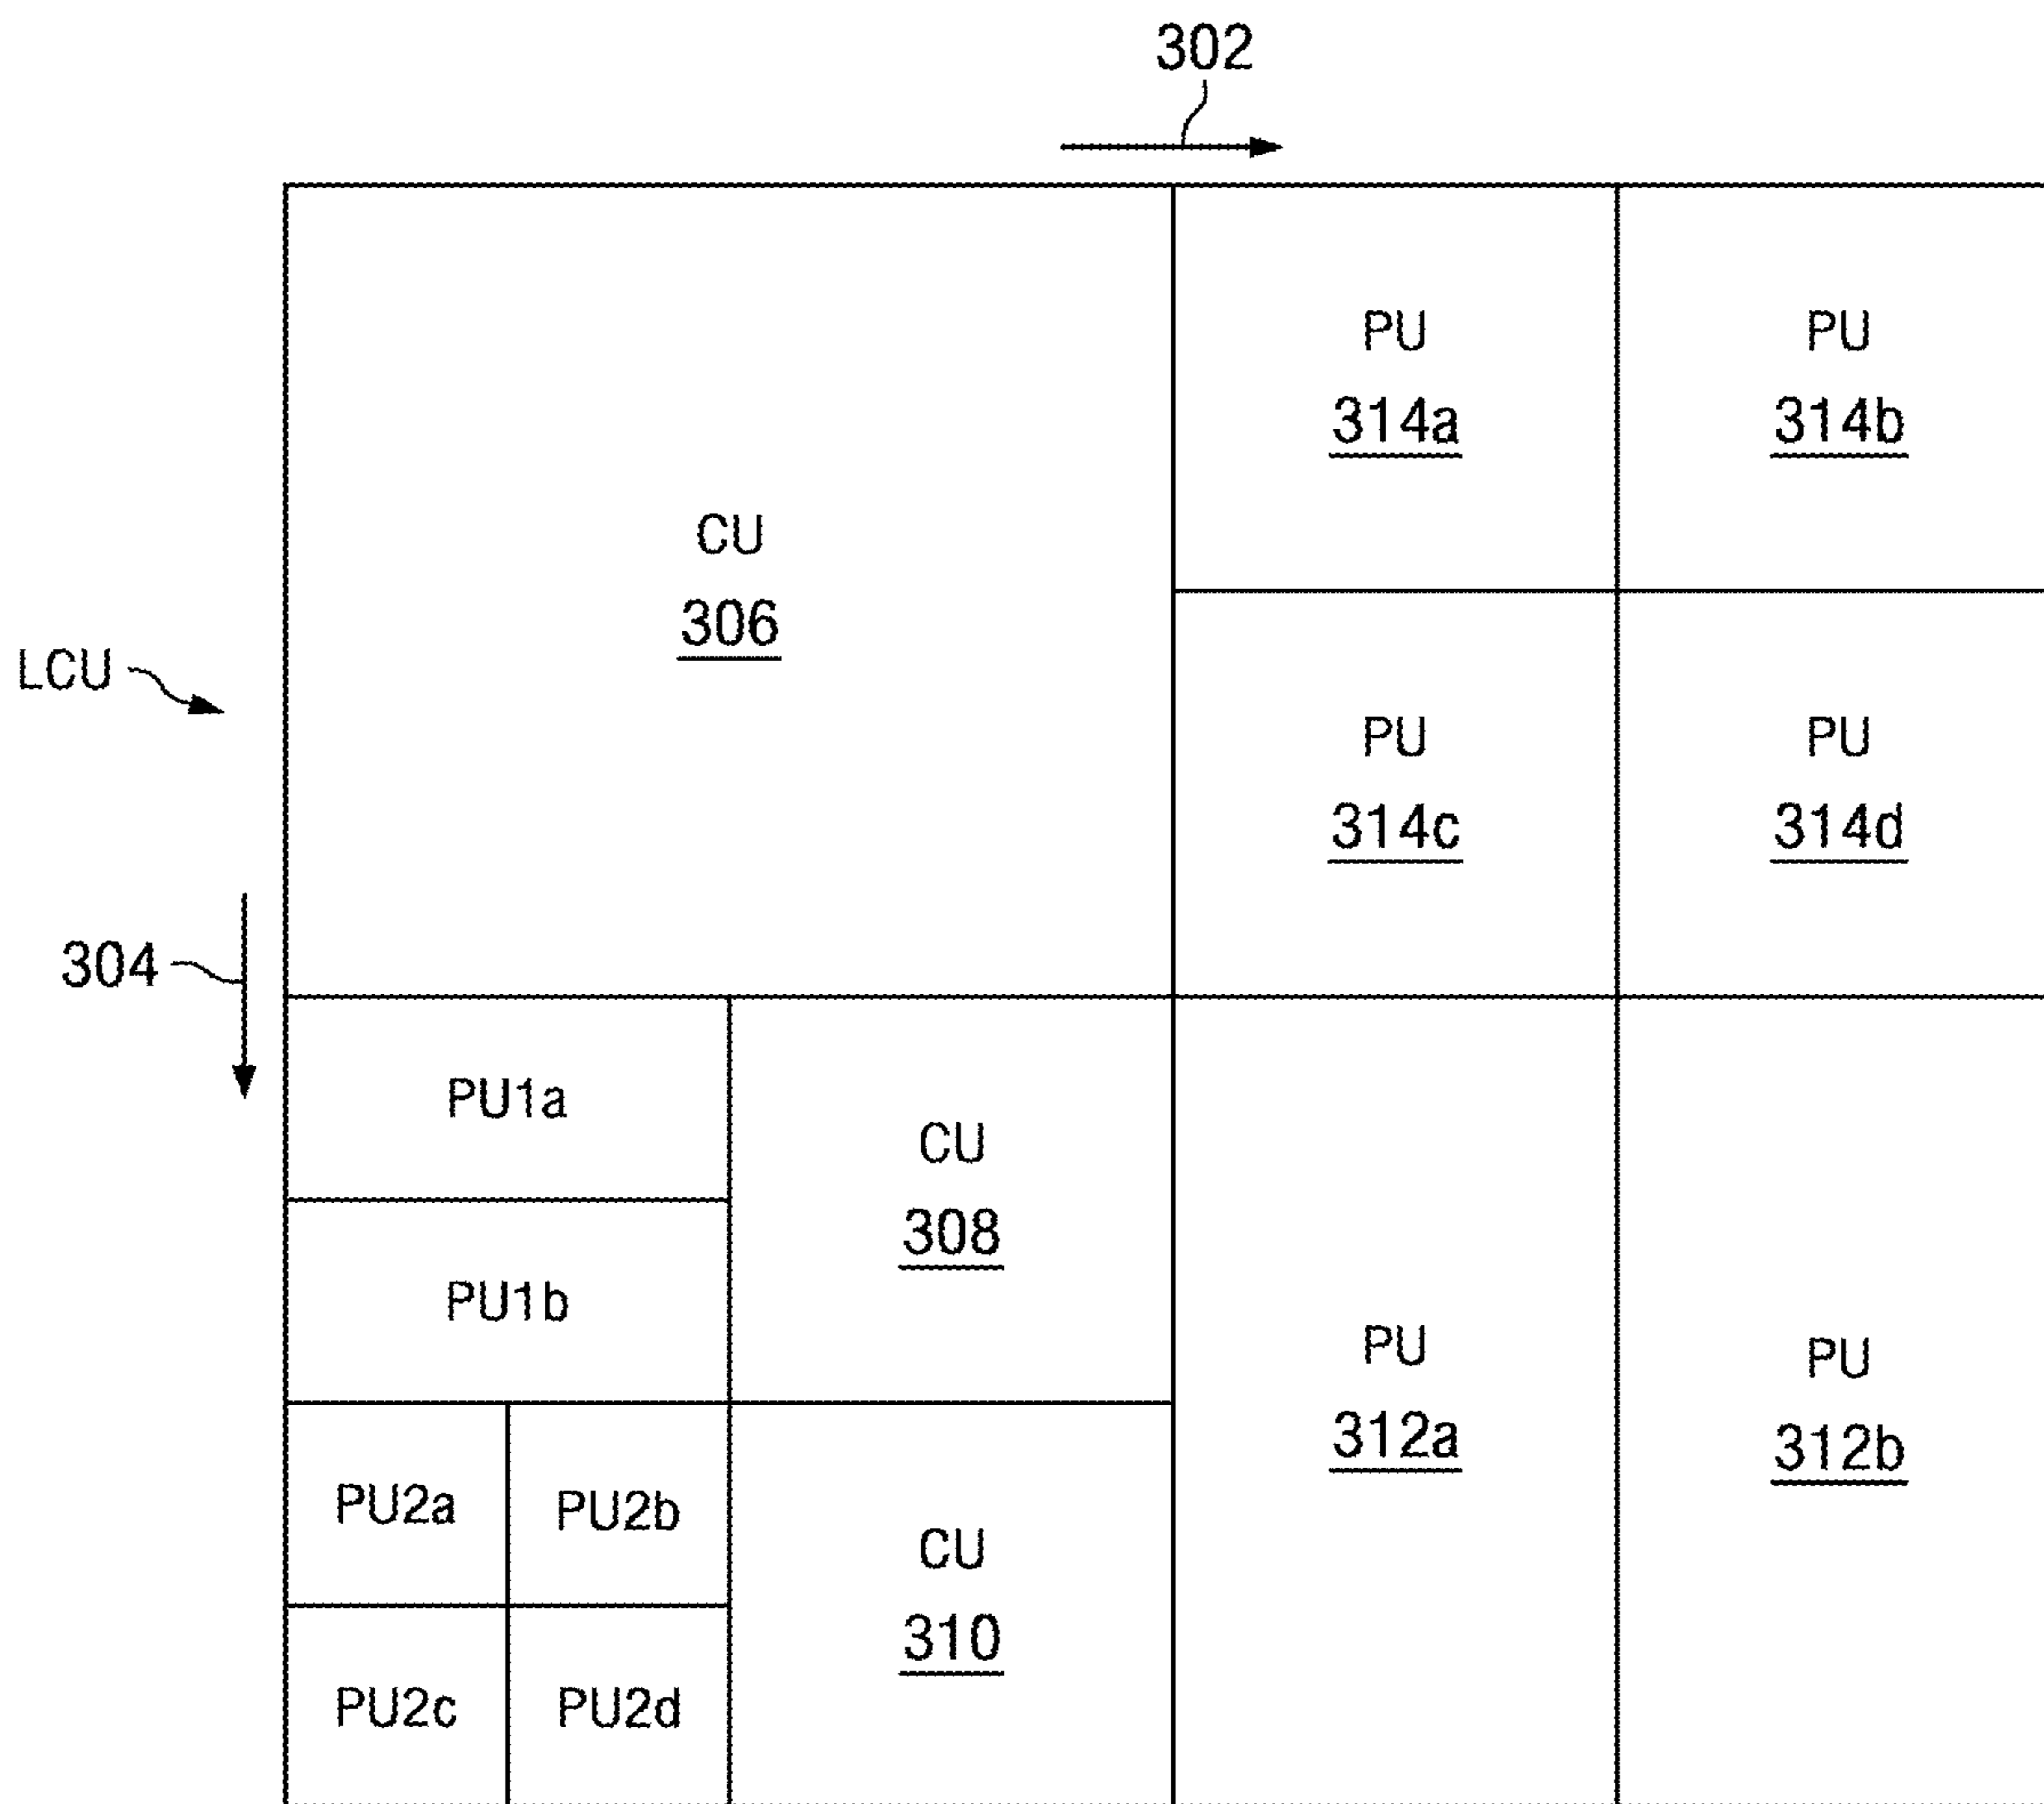 302
PU
314a
PU
314b
CU
306
LCU
PU
314c
PU
314d
304
PU1a
CU
308
PU1b
PU
312a
PU
312b
PU2a
PU2b
CU
310
PU2c
PU2d